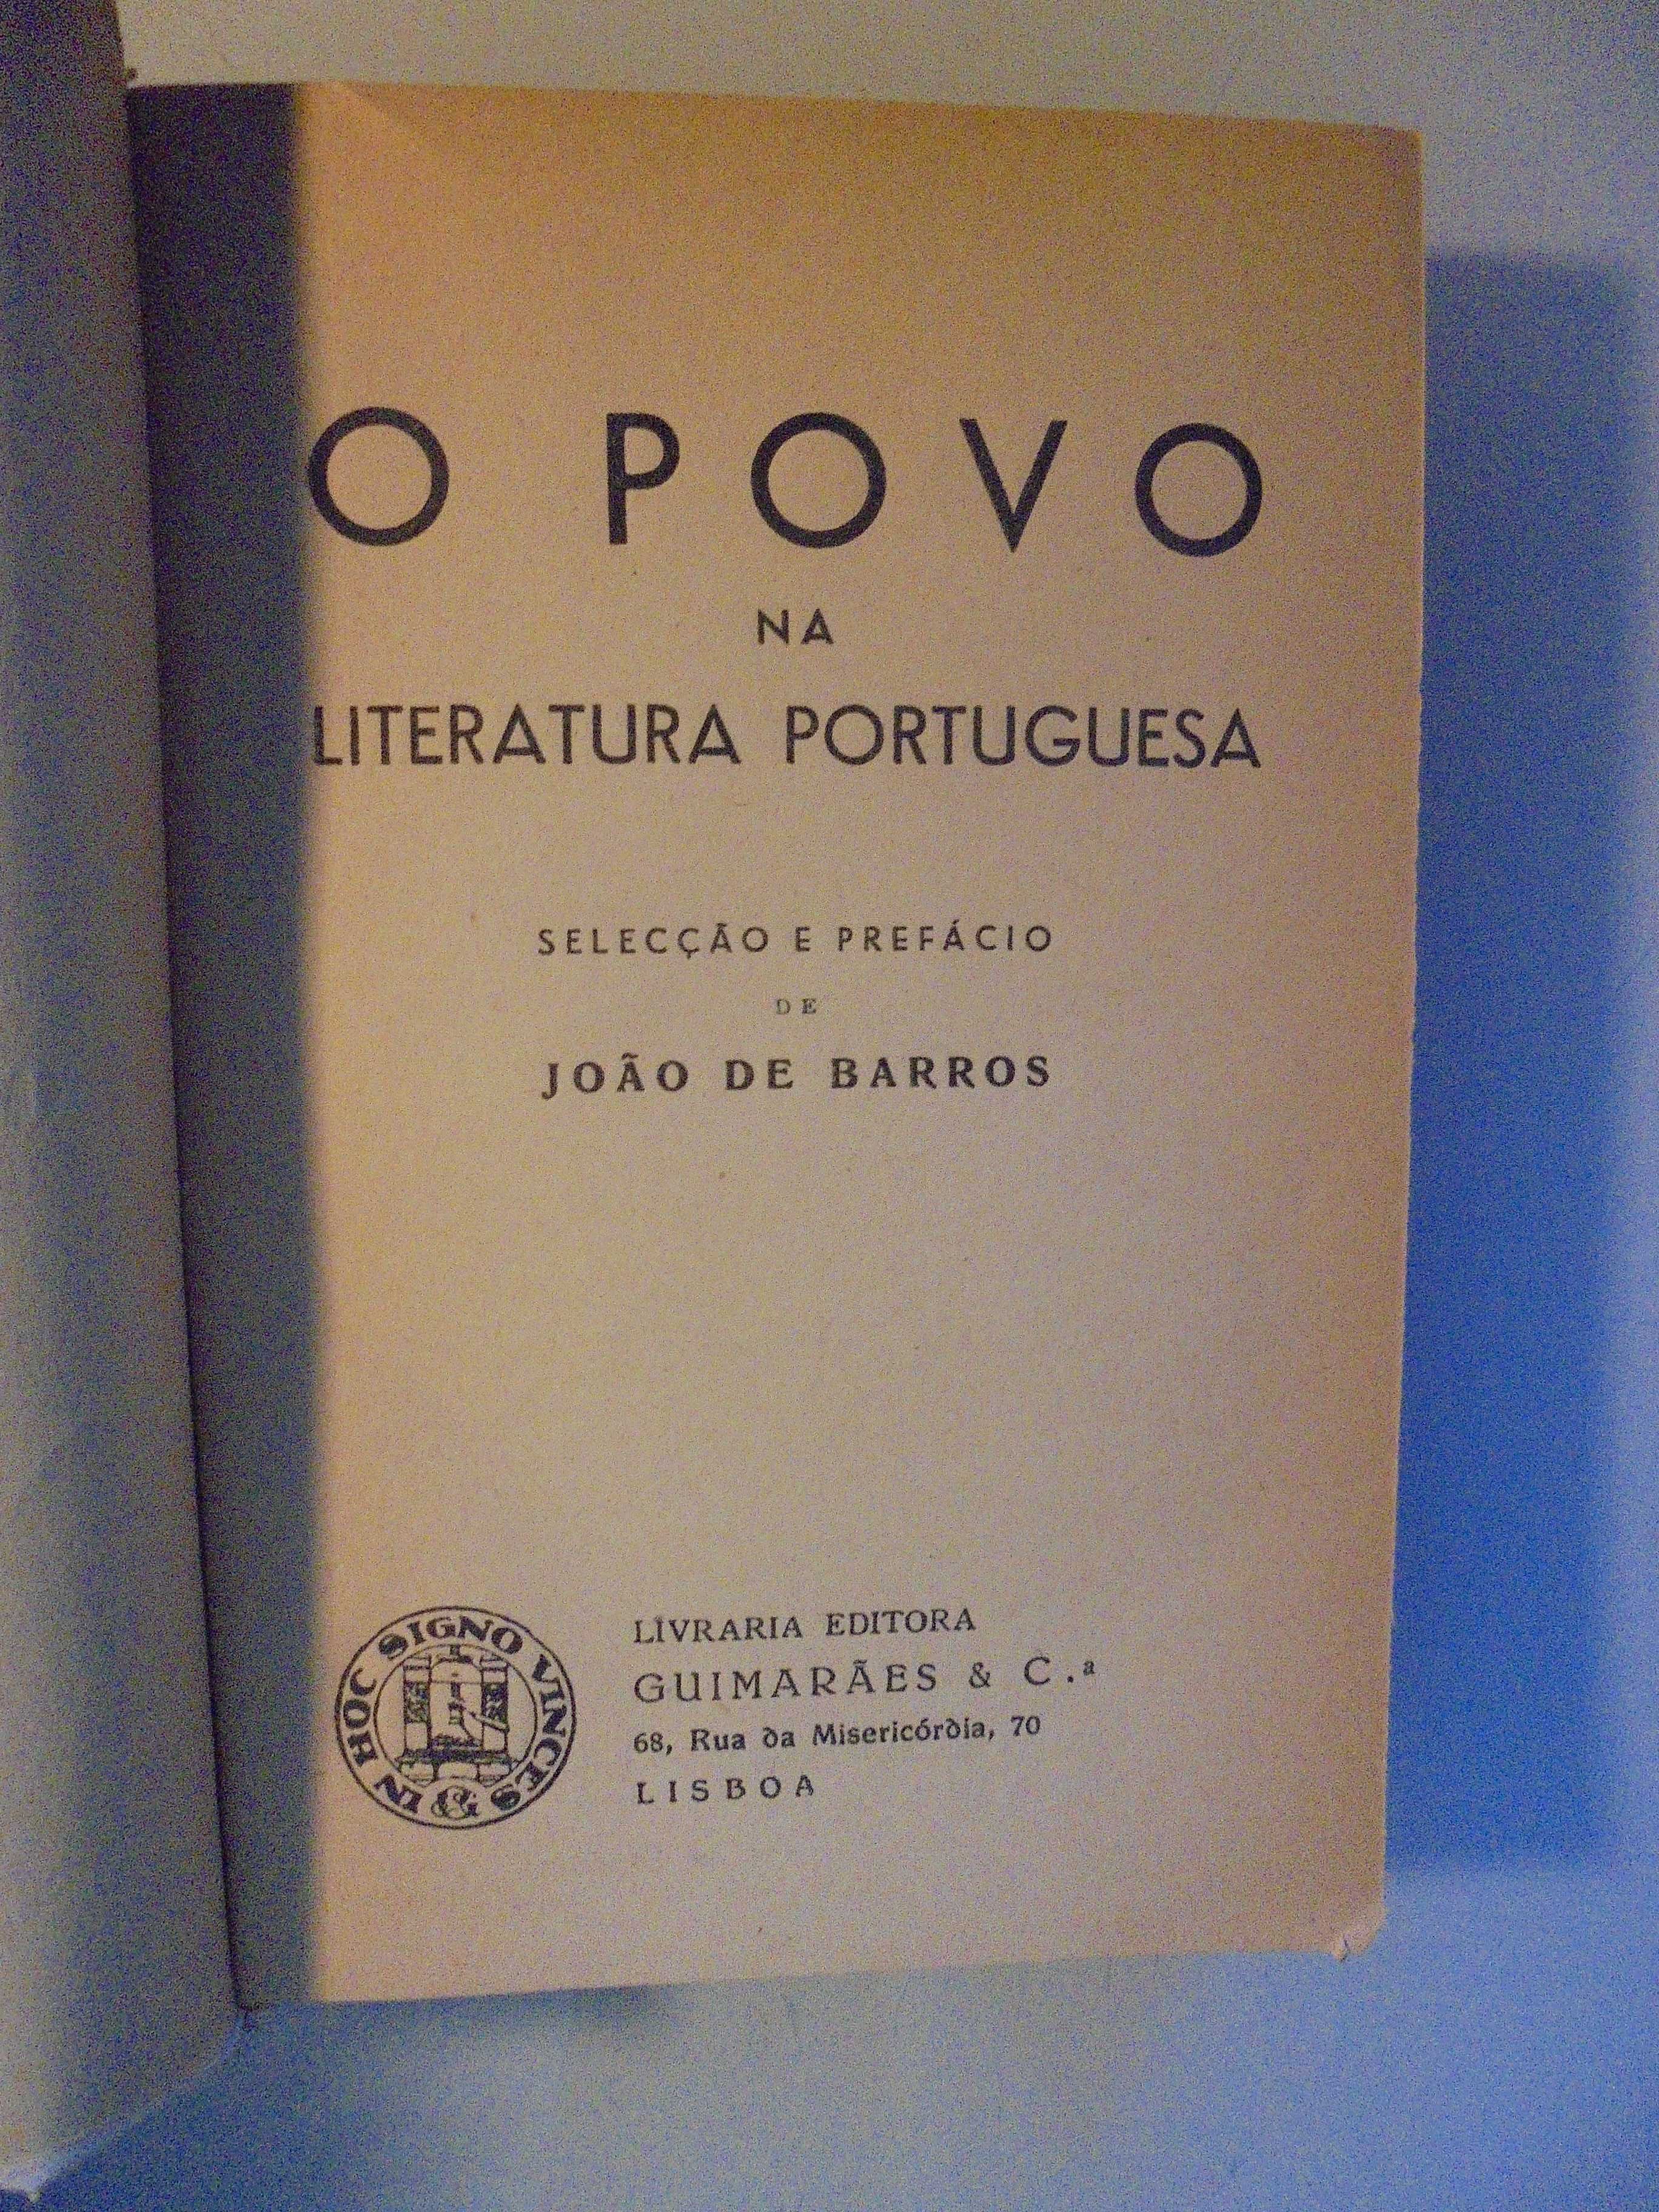 O POVO
NA
LITERATURA PORTUGUESA
SELECÇÃO E PREFÁCIO
DE
JOÃO DE BARROS
IN HOC SIGNO VINCES
G
LIVRARIA EDITORA
GUIMARÃES & C.ª
68, Rua da Misericórdia, 70
LISBOA